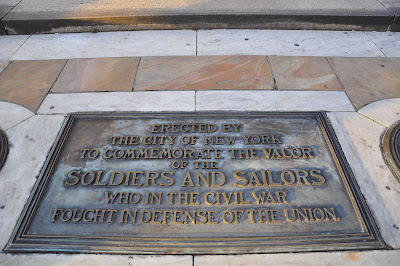 ERECTED BY
THE CITY OF NEW YORK
TO COMMEMORATE THE VALOR
OF THE
SOLDIERS AND SAILORS
WHO IN THE CIVIL WAR
FOUGHT IN DEFENSE OF THE UNION.